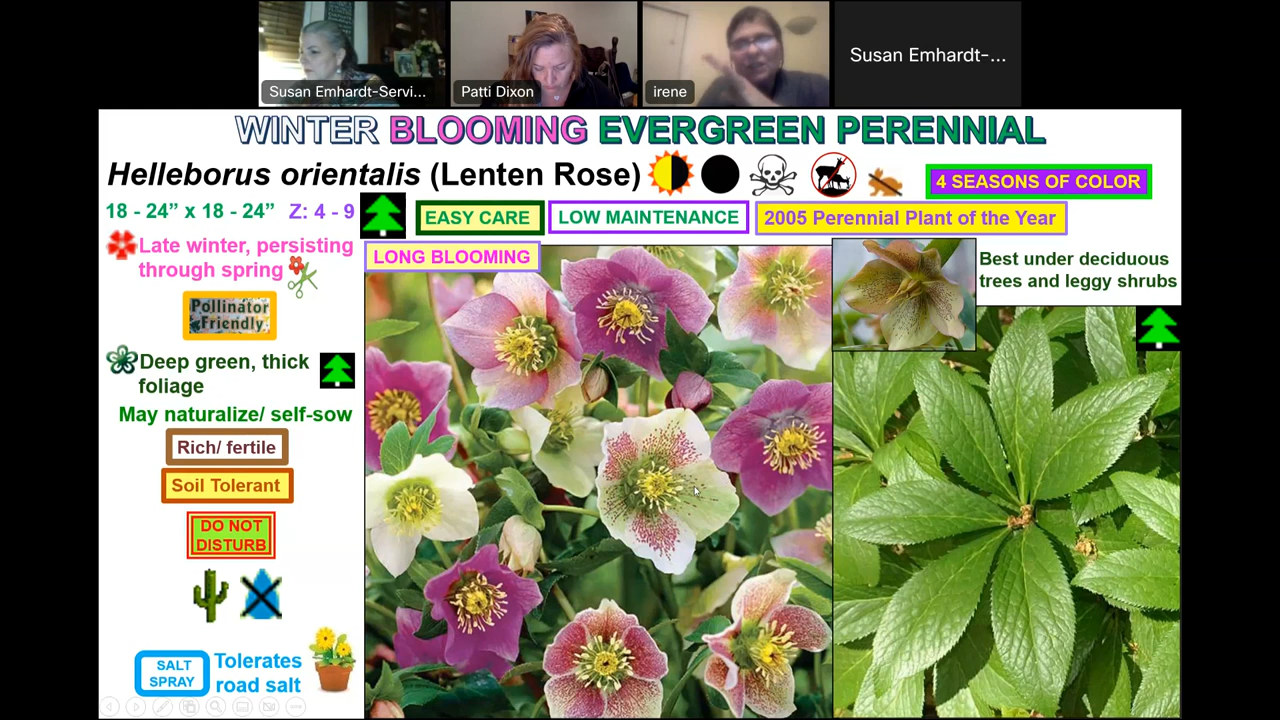 Susan Emhardt-Servi...
Patti Dixon
irene
Susan Emhardt-...
WINTER BLOOMING EVERGREEN PERENNIAL
Helleborus orientalis (Lenten Rose)
4 SEASONS OF COLOR
18 - 24” x 18 - 24” Z: 4 - 9
EASY CARE
LOW MAINTENANCE
2005 Perennial Plant of the Year
Late winter, persisting
through spring
LONG BLOOMING
Best under deciduous
trees and leggy shrubs
Pollinator
Friendly
Deep green, thick
foliage
May naturalize/ self-sow
Rich/ fertile
Soil Tolerant
DO NOT
DISTURB
SALT
SPRAY
Tolerates
road salt